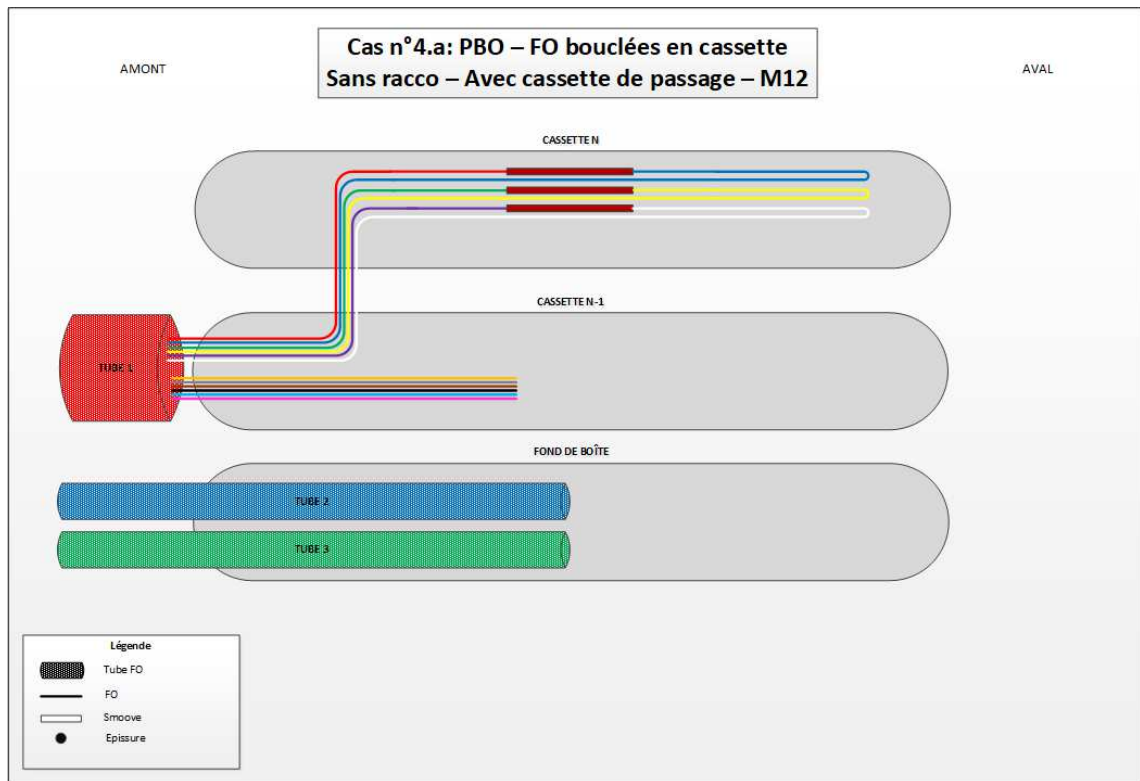 Cas n°4.a: PBO – FO bouclées en cassette
Sans racco – Avec cassette de passage – M12
AMONT
AVAL
CASSETTE N
CASSETTE N-1
TUBE 1
FOND DE BOÎTE
TUBE 2
TUBE 3
Légende
Tube FO
FO
Smoove
Epissure